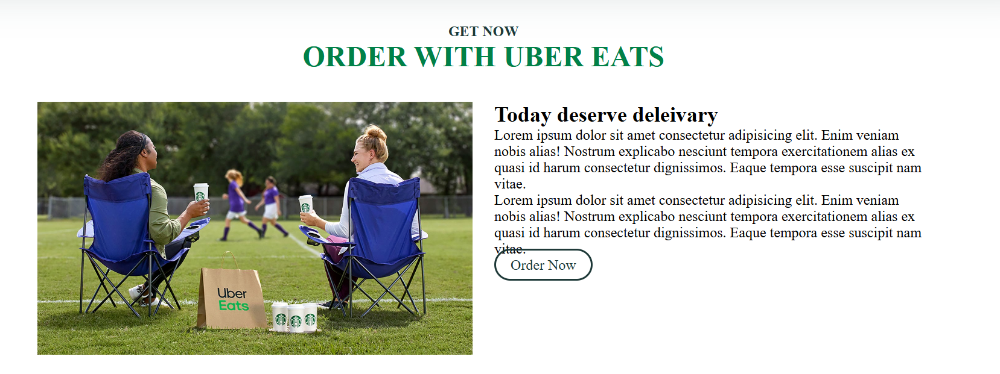 GET NOW
ORDER WITH UBER EATS
Today deserve deleivary
Lorem ipsum dolor sit amet consectetur adipisicing elit. Enim veniam
nobis alias! Nostrum explicabo nesciunt tempora exercitationem alias ex
quasi id harum consectetur dignissimos. Eaque tempora esse suscipit nam
vitae.
Lorem ipsum dolor sit amet consectetur adipisicing elit. Enim veniam
nobis alias! Nostrum explicabo nesciunt tempora exercitationem alias ex
quasi id harum consectetur dignissimos. Eaque tempora esse suscipit nam
vitae.
Order Now
Uber
Eats